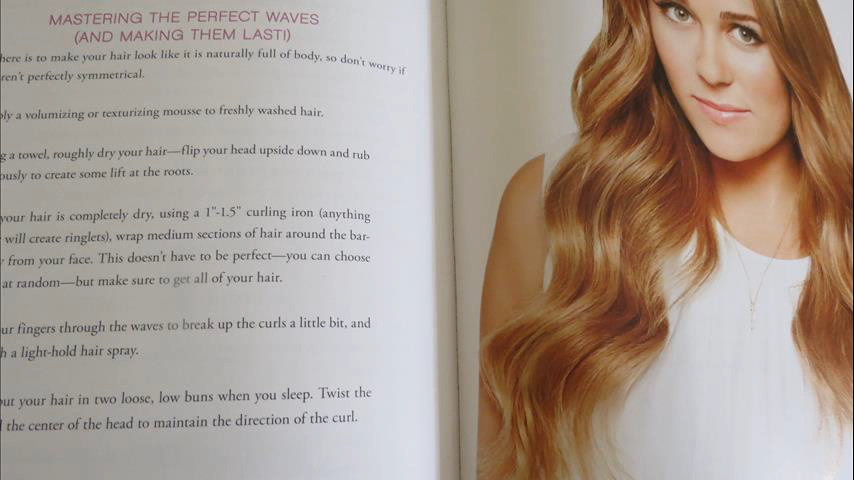 MASTERING THE PERFECT WAVES
(AND MAKING THEM LAST!)
here is to make your hair look like it is naturally full of body, so don't worry if
ren't perfectly symmetrical.
ly a volumizing or texturizing mousse to freshly washed hair.
g a towel, roughly dry your hair—flip your head upside down and rub
ously to create some lift at the roots.
your hair is completely dry, using a 1"-1.5" curling iron (anything
will create ringlets), wrap medium sections of hair around the bar-
from your face. This doesn't have to be perfect—you can choose
at random—but make sure to get all of your hair.
ur fingers through the waves to break up the curls a little bit, and
h a light-hold hair spray.
out your hair in two loose, low buns when you sleep. Twist the
the center of the head to maintain the direction of the curl.